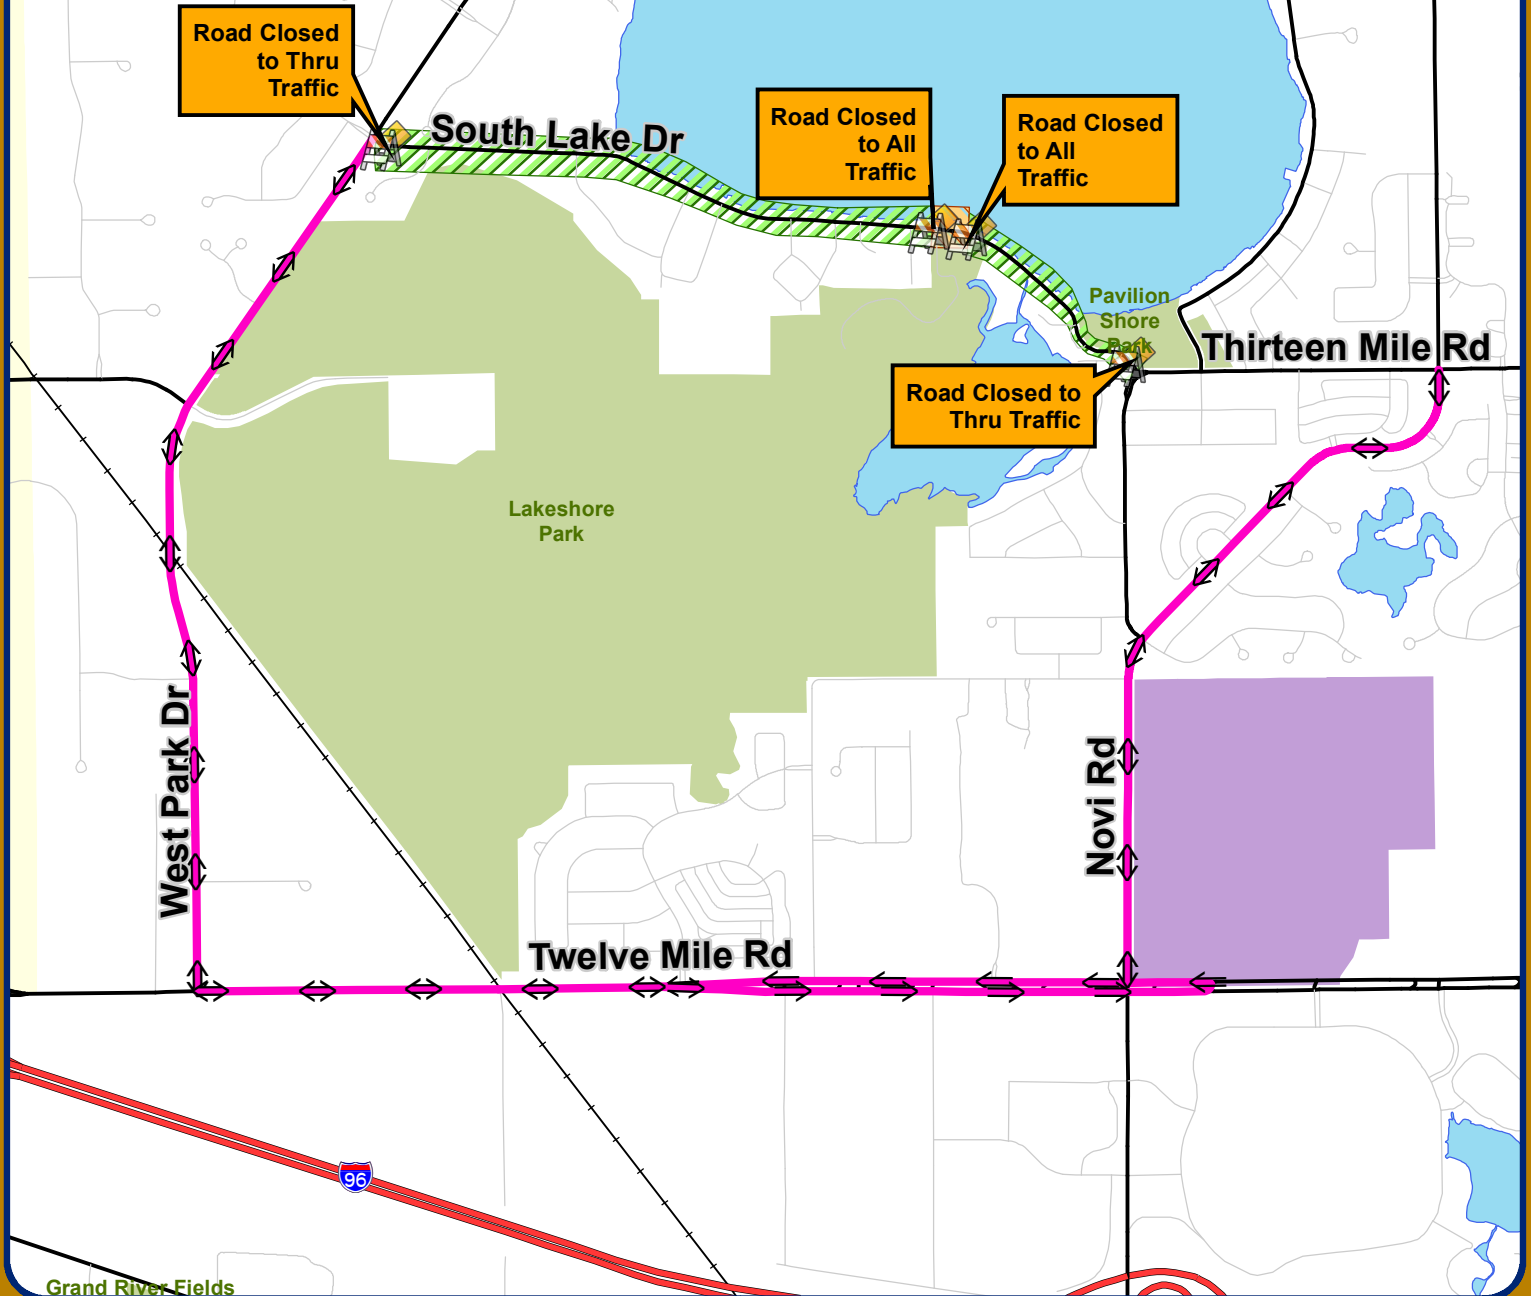 Road Closed
to Thru
Traffic
South Lake Dr
Road Closed
to All
Traffic
Road Closed
to All
Traffic
Pavilion
Shore
Park
Thirteen Mile Rd
Road Closed to
Thru Traffic
Lakeshore
Park
West Park Dr
Novi Rd
Twelve Mile Rd
96
Grand River Fields